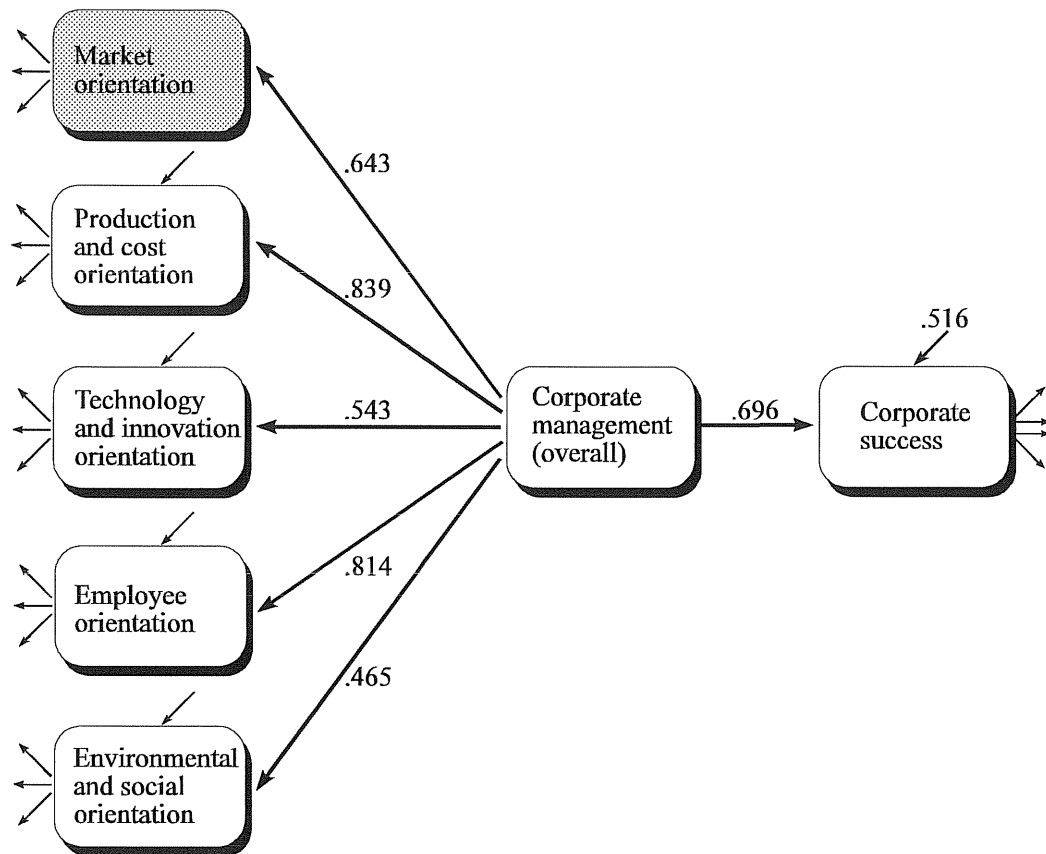 Market
orientation
.643
Production
and cost
orientation
.839
.516
Technology
and innovation
orientation
.543
Corporate
management
(overall)
.696
Corporate
success
Employee
orientation
.814
.465
Environmental
and social
orientation